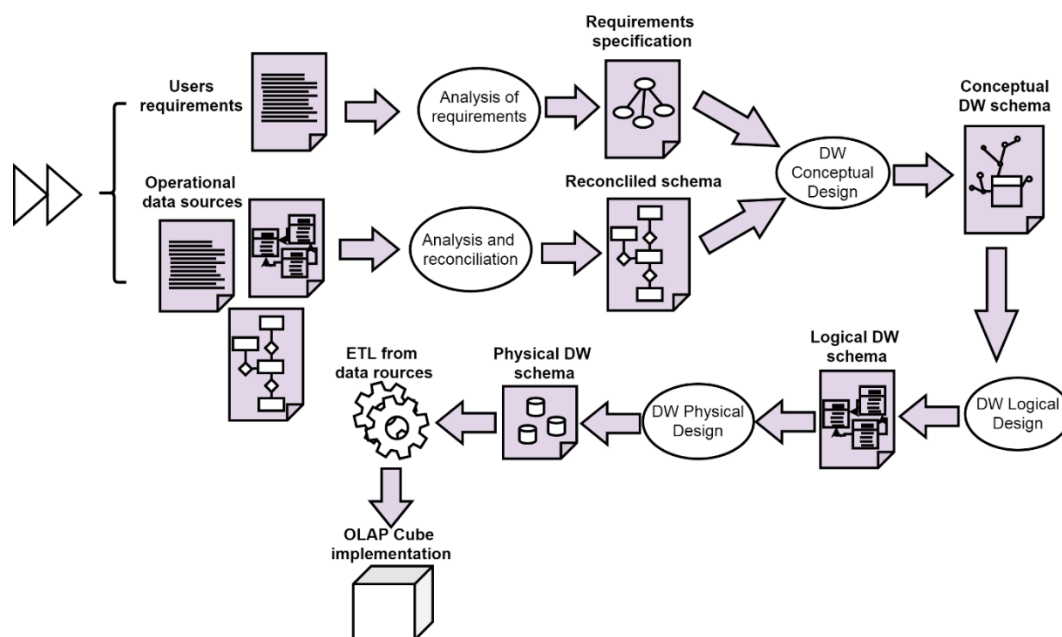 Users
requirements
Analysis of
requirements
Requirements
specification
Operational
data sources
Analysis and
reconciliation
Reconcliled schema
DW
Conceptual
Design
Conceptual
DW schema
DW Logical
Design
Logical DW
schema
DW Physical
Design
Physical DW
schema
ETL from
data rources
OLAP Cube
implementation